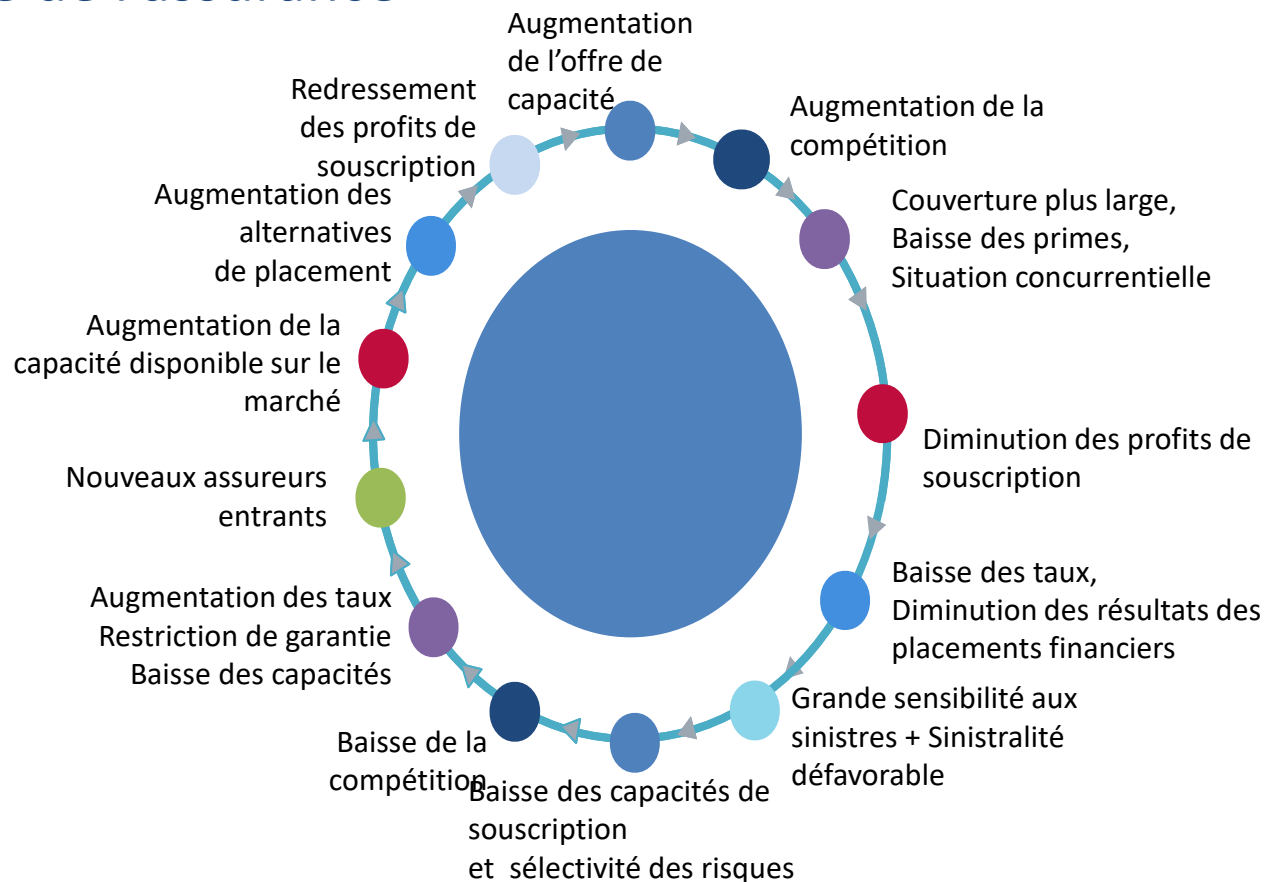 de l'assurance
Augmentation
de l’offre de
capacité
Augmentation de la
compétition
Couverture plus large,
Baisse des primes,
Situation concurrentielle
Diminution des profits de
souscription
Baisse des taux,
Diminution des résultats des
placements financiers
Grande sensibilité aux
sinistres + Sinistralité
défavorable
Baisse des capacités de
souscription
et sélectivité des risques
Baisse de la
compétition
Augmentation des taux
Restriction de garantie
Baisse des capacités
Nouveaux assureurs
entrants
Augmentation de la
capacité disponible sur le
marché
Augmentation des
alternatives
de placement
Redressement
des profits de
souscription